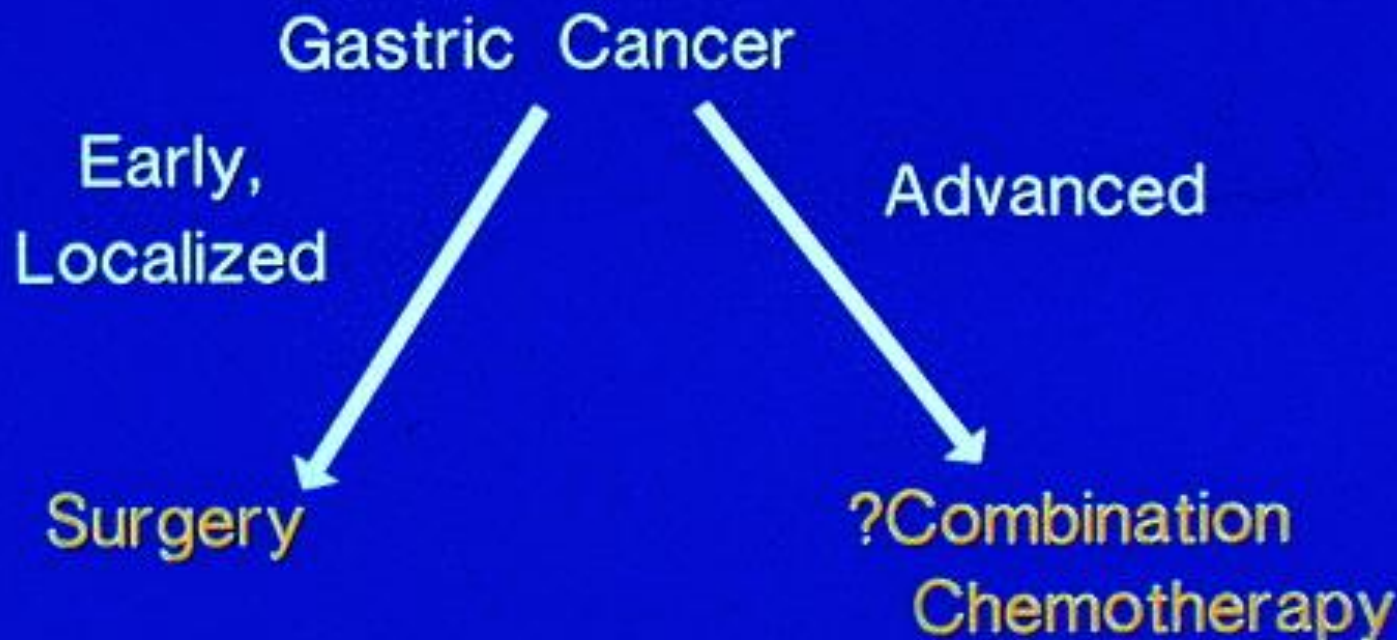 Gastric Cancer
Early,
Localized
Advanced
Surgery
?Combination
Chemotherapy